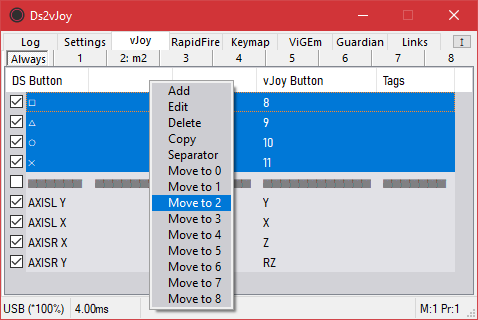 Ds2vJoy
Log Settings vJoy RapidFire Keymap ViGEm Guardian Links
Always 1 2: m2 3 4 5 6 7 8
DS Button vJoy Button Tags
□ 8
△ 9
○ 10
× 11
AXISL Y Y
AXISL X X
AXISR X Z
AXISR Y RZ
Add
Edit
Delete
Copy
Separator
Move to 0
Move to 1
Move to 2
Move to 3
Move to 4
Move to 5
Move to 6
Move to 7
Move to 8
USB (*100%) 4.00ms M:1 Pr:1